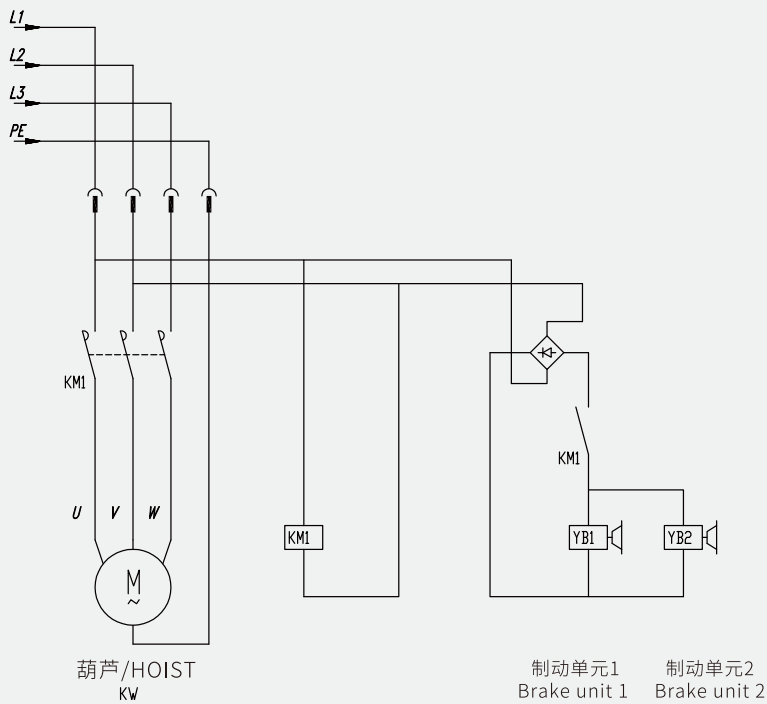 L1
L2
L3
PE
KM1
KM1
U V W
KM1
YB1
YB2
M
~
葫芦/HOIST
KW
制动单元1
Brake unit 1
制动单元2
Brake unit 2